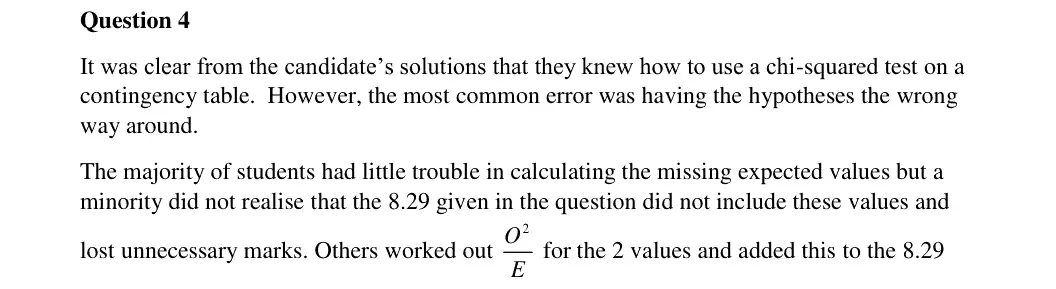 Question 4
It was clear from the candidate’s solutions that they knew how to use a chi-squared test on a
contingency table.  However, the most common error was having the hypotheses the wrong
way around.
The majority of students had little trouble in calculating the missing expected values but a
minority did not realise that the 8.29 given in the question did not include these values and
lost unnecessary marks. Others worked out O²/E for the 2 values and added this to the 8.29